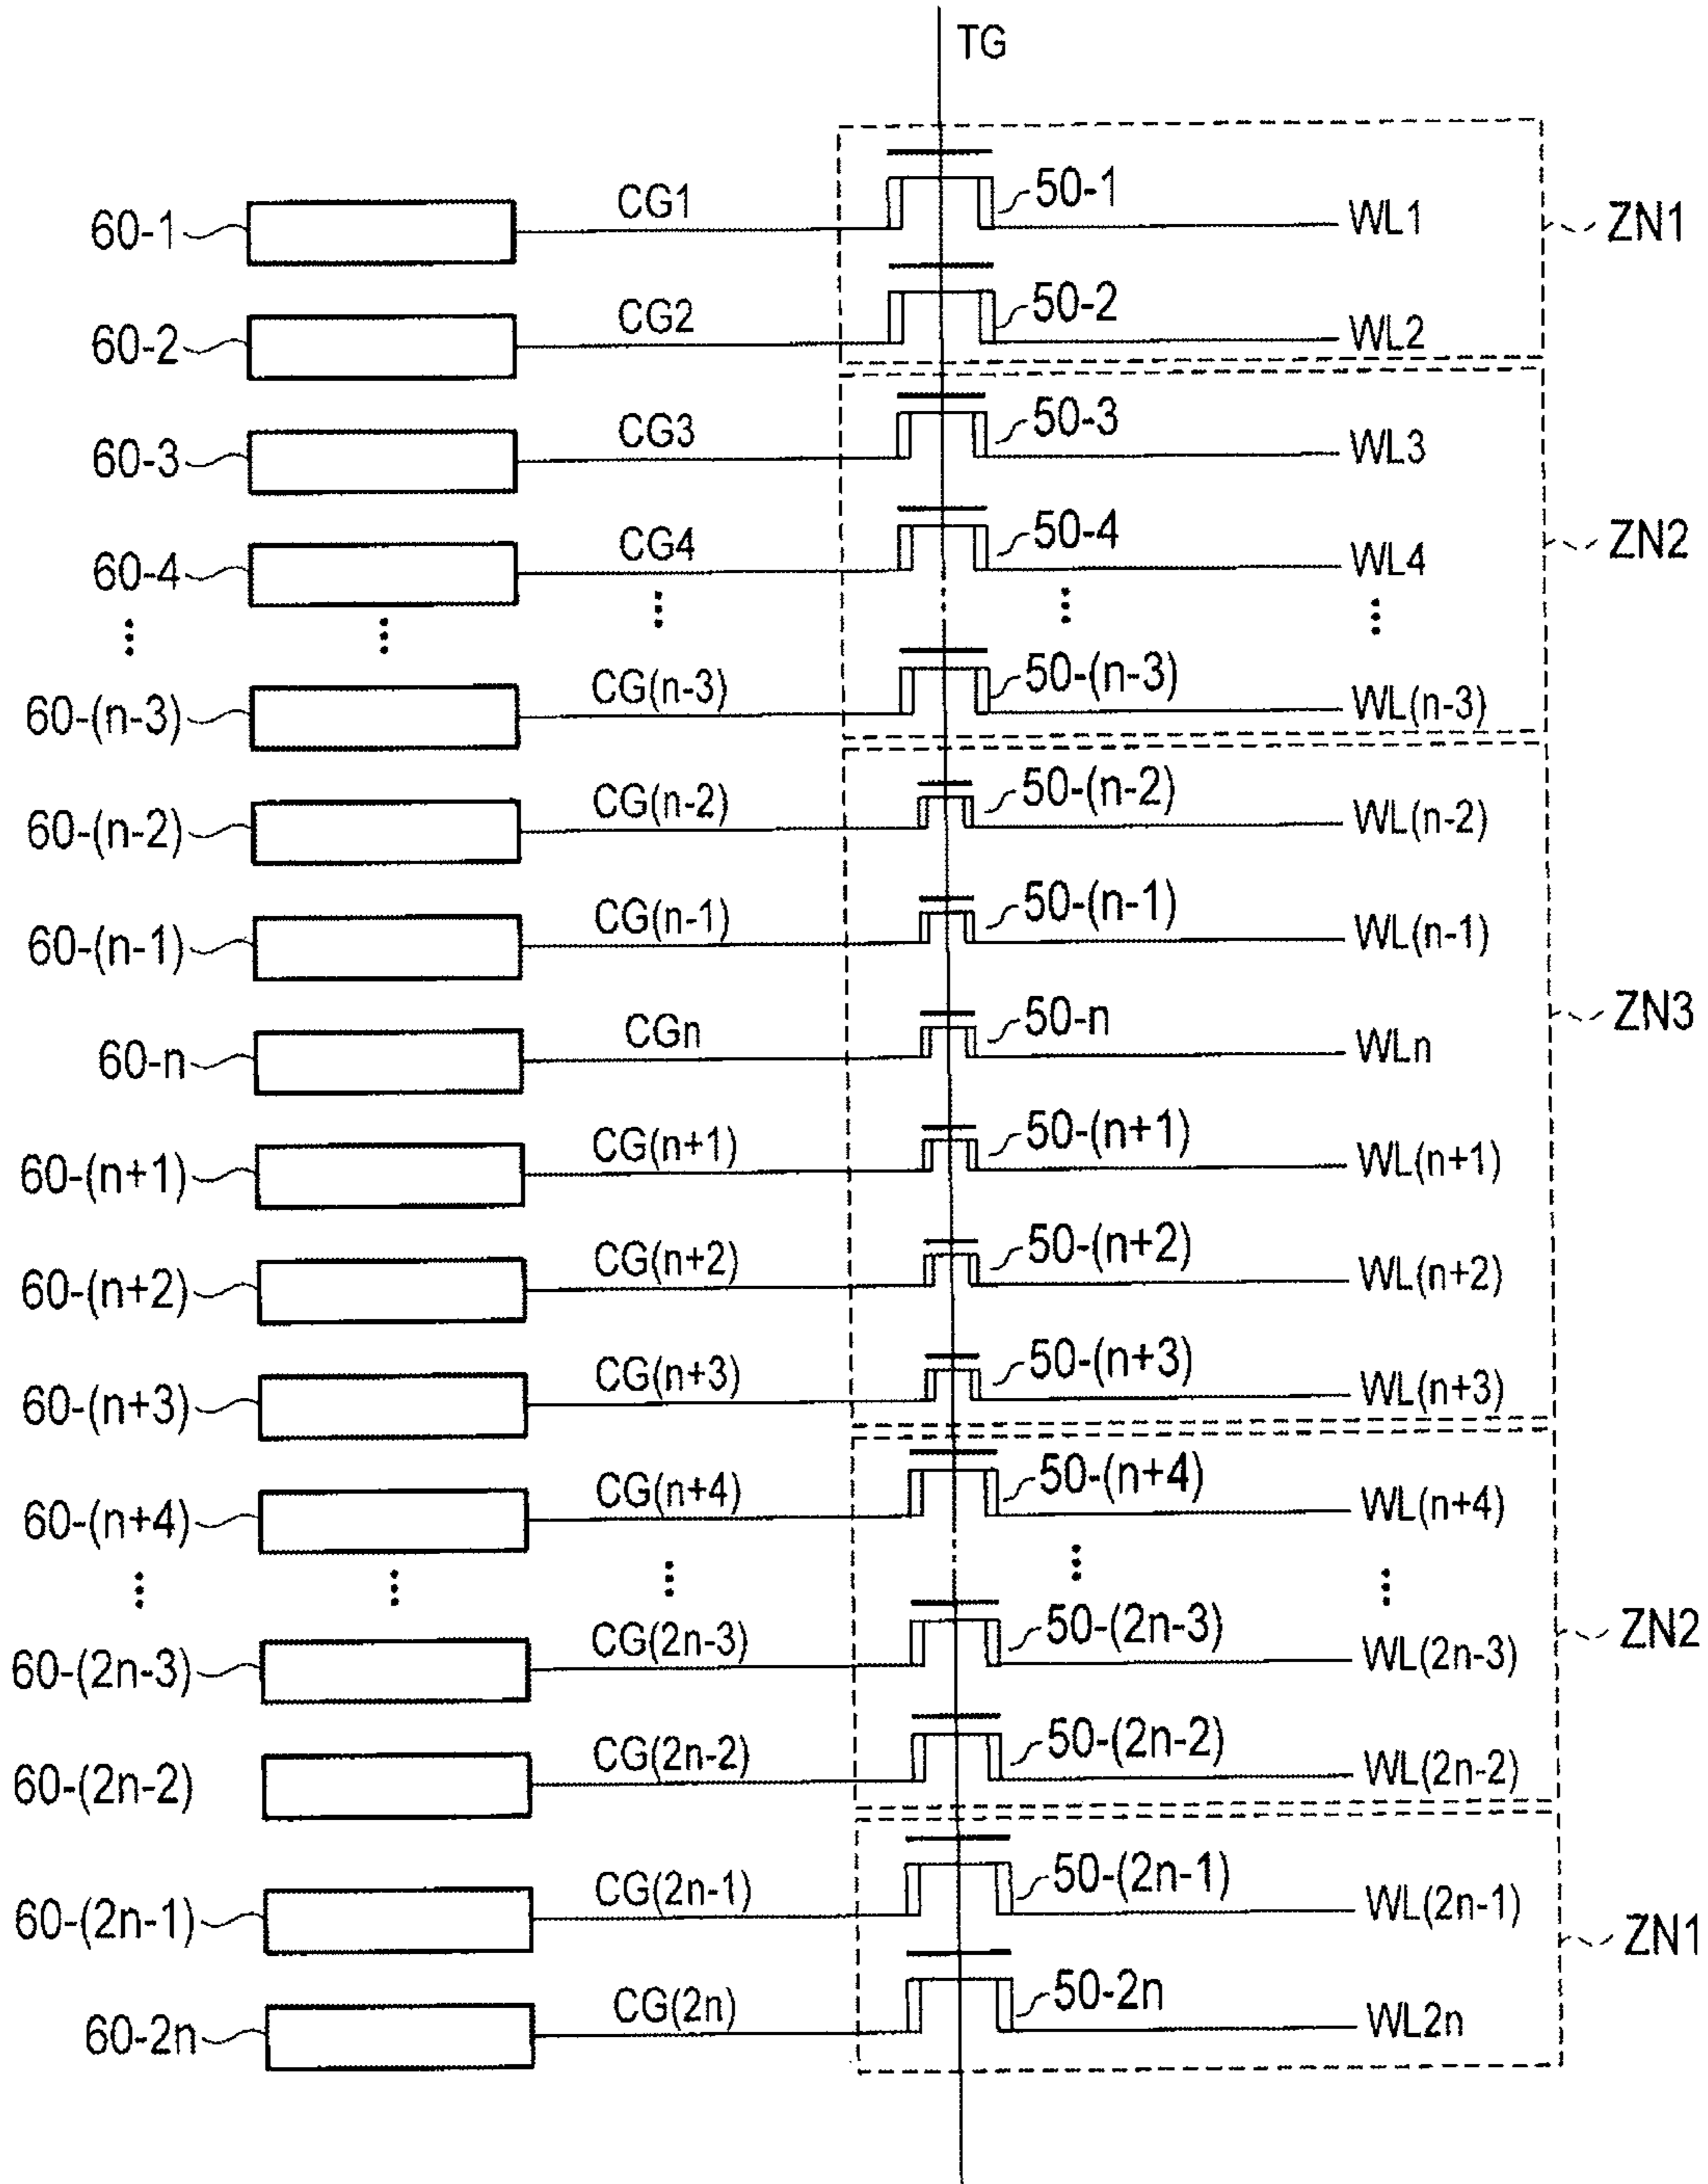 TG
60-1 CG1 50-1 WL1 ZN1
60-2 CG2 50-2 WL2
60-3 CG3 50-3 WL3
60-4 CG4 50-4 WL4 ZN2
60-(n-3) CG(n-3) 50-(n-3) WL(n-3)
60-(n-2) CG(n-2) 50-(n-2) WL(n-2)
60-(n-1) CG(n-1) 50-(n-1) WL(n-1)
60-n CGn 50-n WLn ZN3
60-(n+1) CG(n+1) 50-(n+1) WL(n+1)
60-(n+2) CG(n+2) 50-(n+2) WL(n+2)
60-(n+3) CG(n+3) 50-(n+3) WL(n+3)
60-(n+4) CG(n+4) 50-(n+4) WL(n+4)
60-(2n-3) CG(2n-3) 50-(2n-3) WL(2n-3) ZN2
60-(2n-2) CG(2n-2) 50-(2n-2) WL(2n-2)
60-(2n-1) CG(2n-1) 50-(2n-1) WL(2n-1) ZN1
60-2n CG(2n) 50-2n WL2n